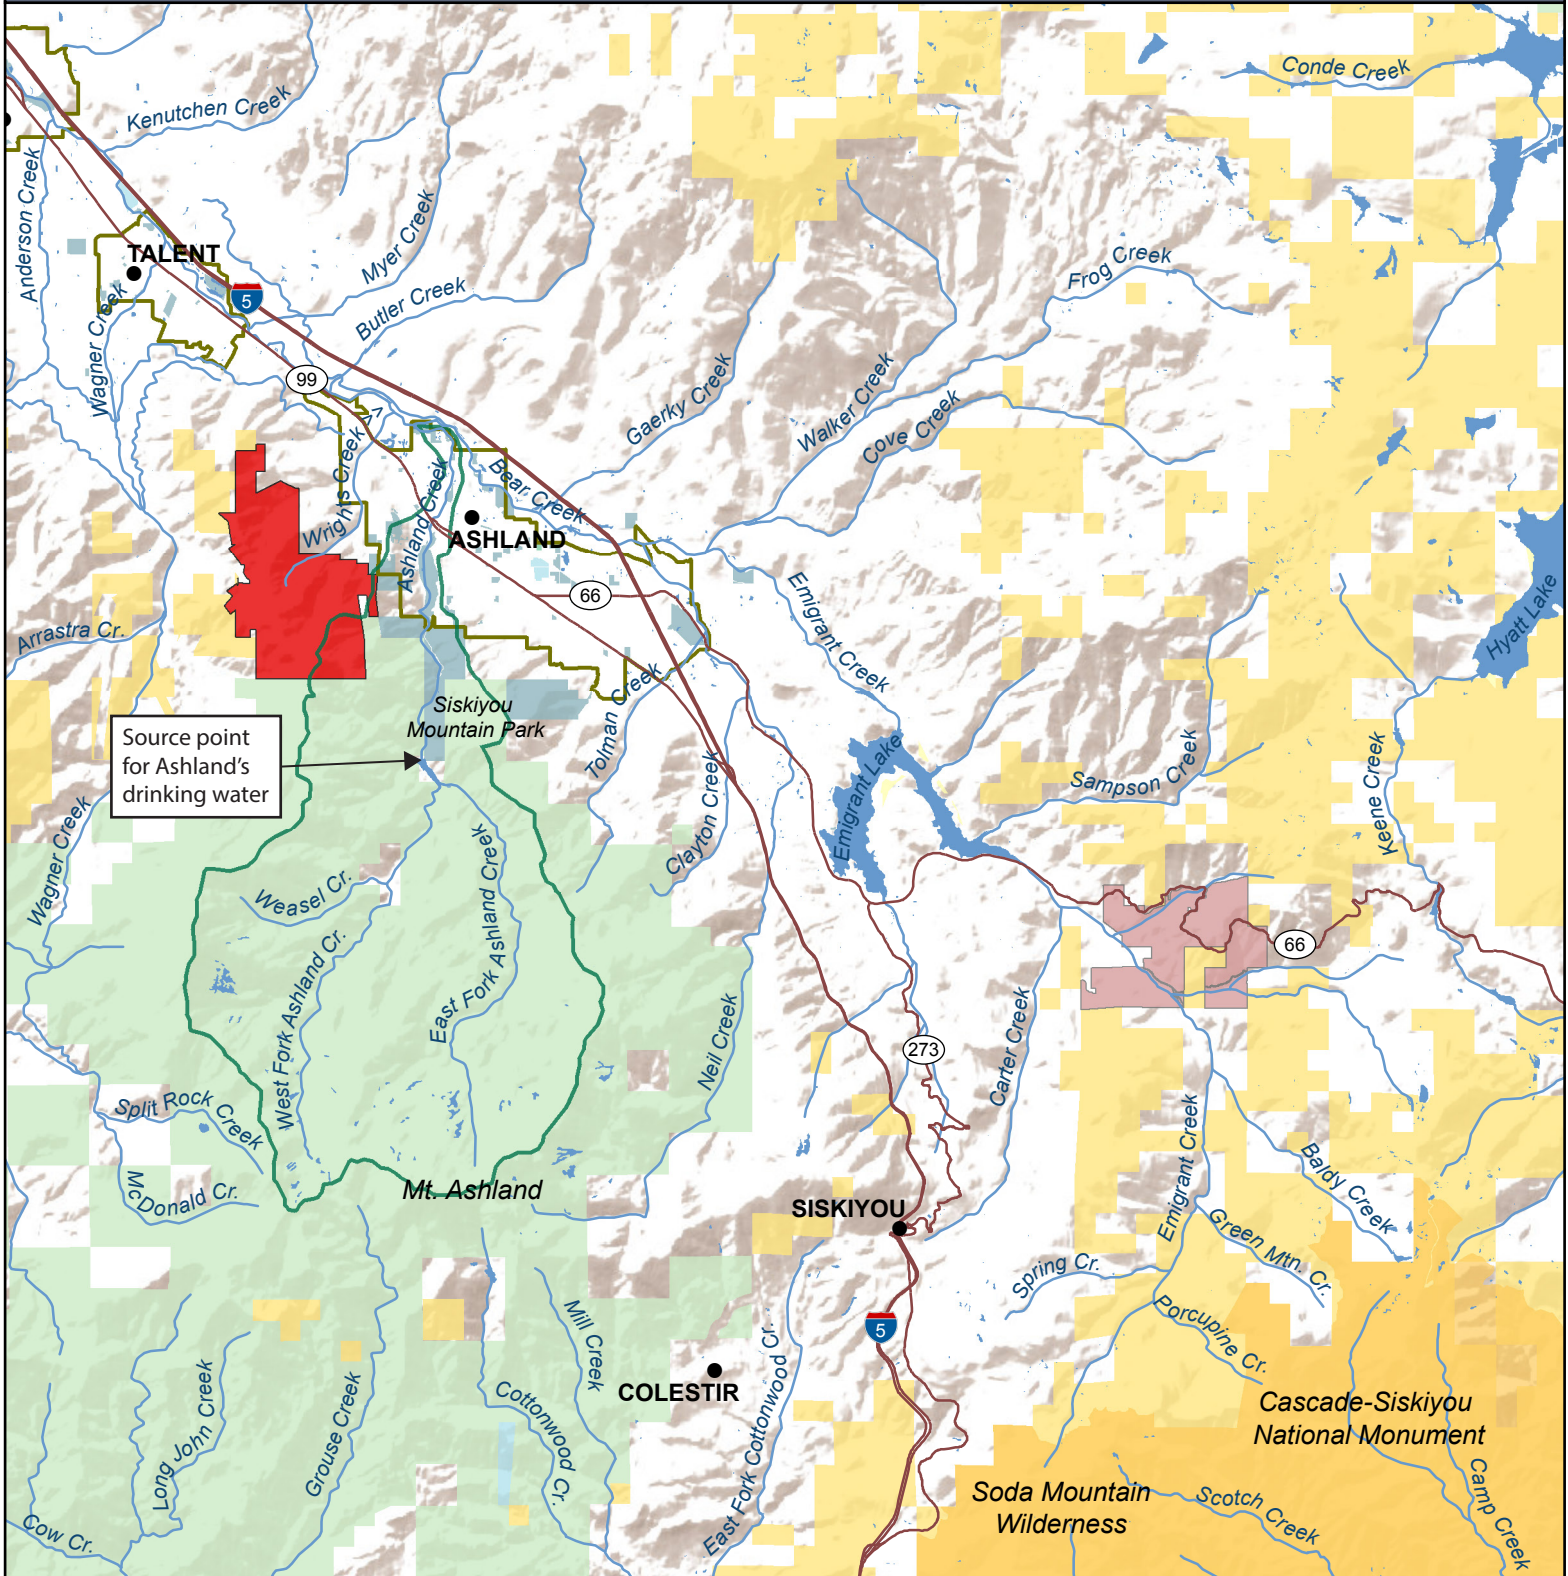 Conde Creek
Kenutchen Creek
Anderson Creek
Myer Creek
TALENT
Frog Creek
5
Butler Creek
Wagner Creek
99
Gaerky Creek
Walker Creek
Cove Creek
Wrights Creek
Ashland Creek
Bear Creek
ASHLAND
66
Emigrant Creek
Hyatt Lake
Arrastra Cr.
Siskiyou
Mountain Park
Tolman Creek
Source point
for Ashland's
drinking water
Clayton Creek
Emigrant Lake
Sampson Creek
Keene Creek
Wagner Creek
Weasel Cr.
East Fork Ashland Creek
West Fork Ashland Cr.
66
Neil Creek
273
Carter Creek
Split Rock Creek
McDonald Cr.
Mt. Ashland
Emigrant Creek
Baldy Creek
SISKIYOU
Green Mtn. Cr.
Spring Cr.
Porcupine Cr.
5
Mill Creek
COLESTIR
Long John Creek
Grouse Creek
Cottonwood Cr.
East Fork Cottonwood Cr.
Cascade-Siskiyou
National Monument
Camp Creek
Soda Mountain
Wilderness
Scotch Creek
Cow Cr.